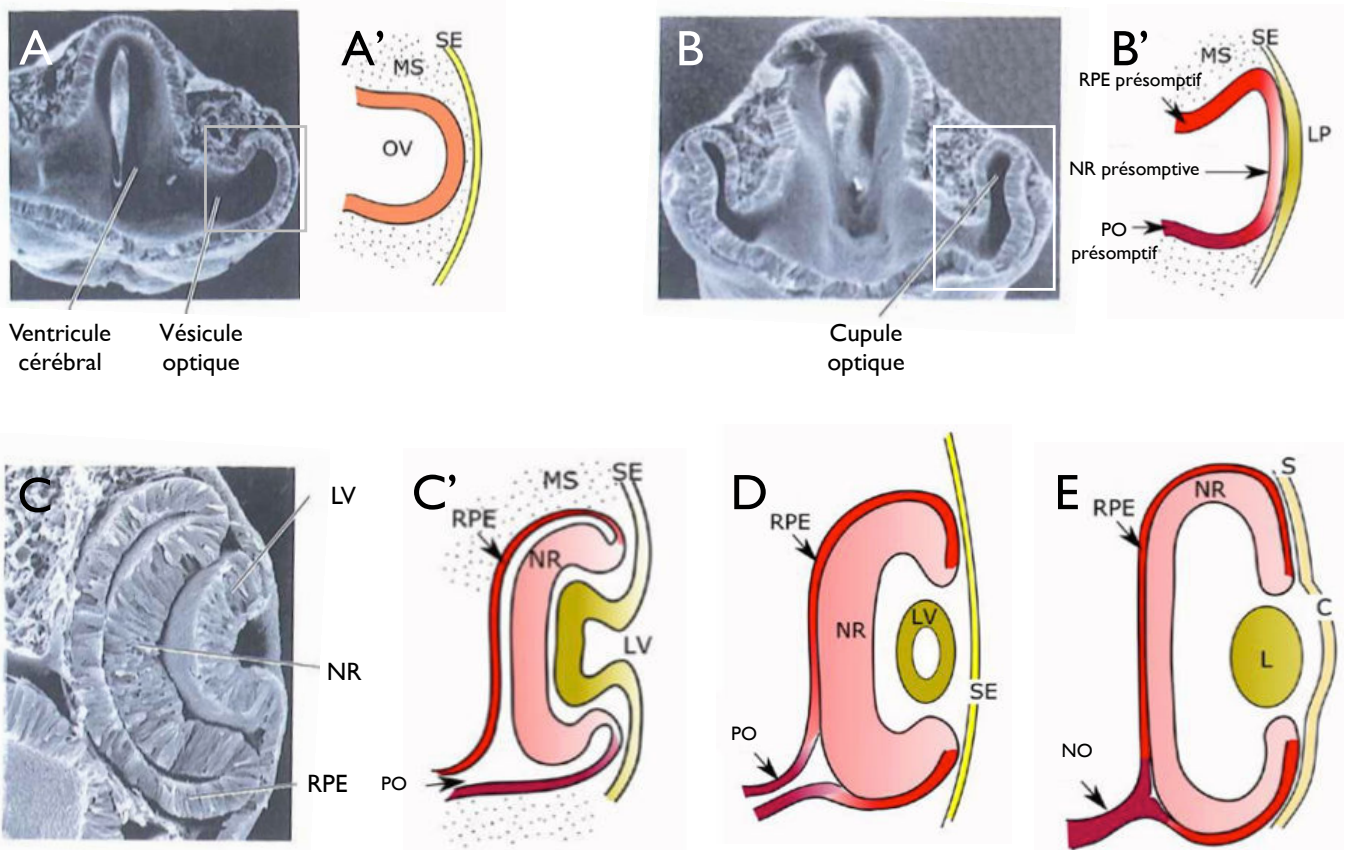 A
A'
SE
MS
OV
Ventricule
cérébral
Vésicule
optique
B
B'
SE
MS
RPE présomptif
LP
NR présomptive
PO
présomptif
Cupule
optique
C
LV
NR
RPE
C'
MS
SE
RPE
NR
LV
PO
D
RPE
NR
LV
SE
PO
E
S
NR
RPE
C
L
NO